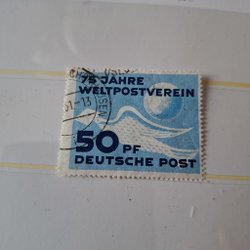 75 JAHRE
WELTPOSTVEREIN
50 PF
DEUTSCHE POST